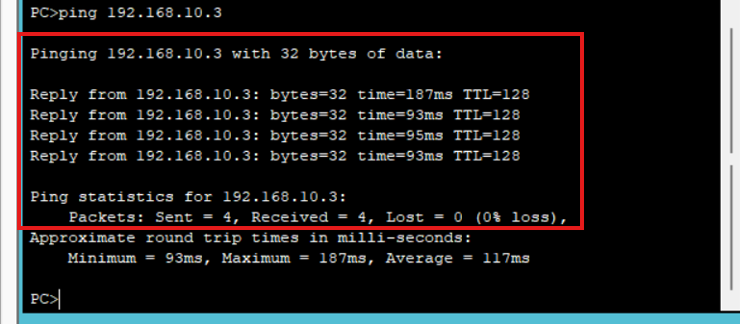 PC>ping 192.168.10.3
Pinging 192.168.10.3 with 32 bytes of data:
Reply from 192.168.10.3: bytes=32 time=187ms TTL=128
Reply from 192.168.10.3: bytes=32 time=93ms TTL=128
Reply from 192.168.10.3: bytes=32 time=95ms TTL=128
Reply from 192.168.10.3: bytes=32 time=93ms TTL=128
Ping statistics for 192.168.10.3:
Packets: Sent = 4, Received = 4, Lost = 0 (0% loss),
Approximate round trip times in milli-seconds:
Minimum = 93ms, Maximum = 187ms, Average = 117ms
PC>